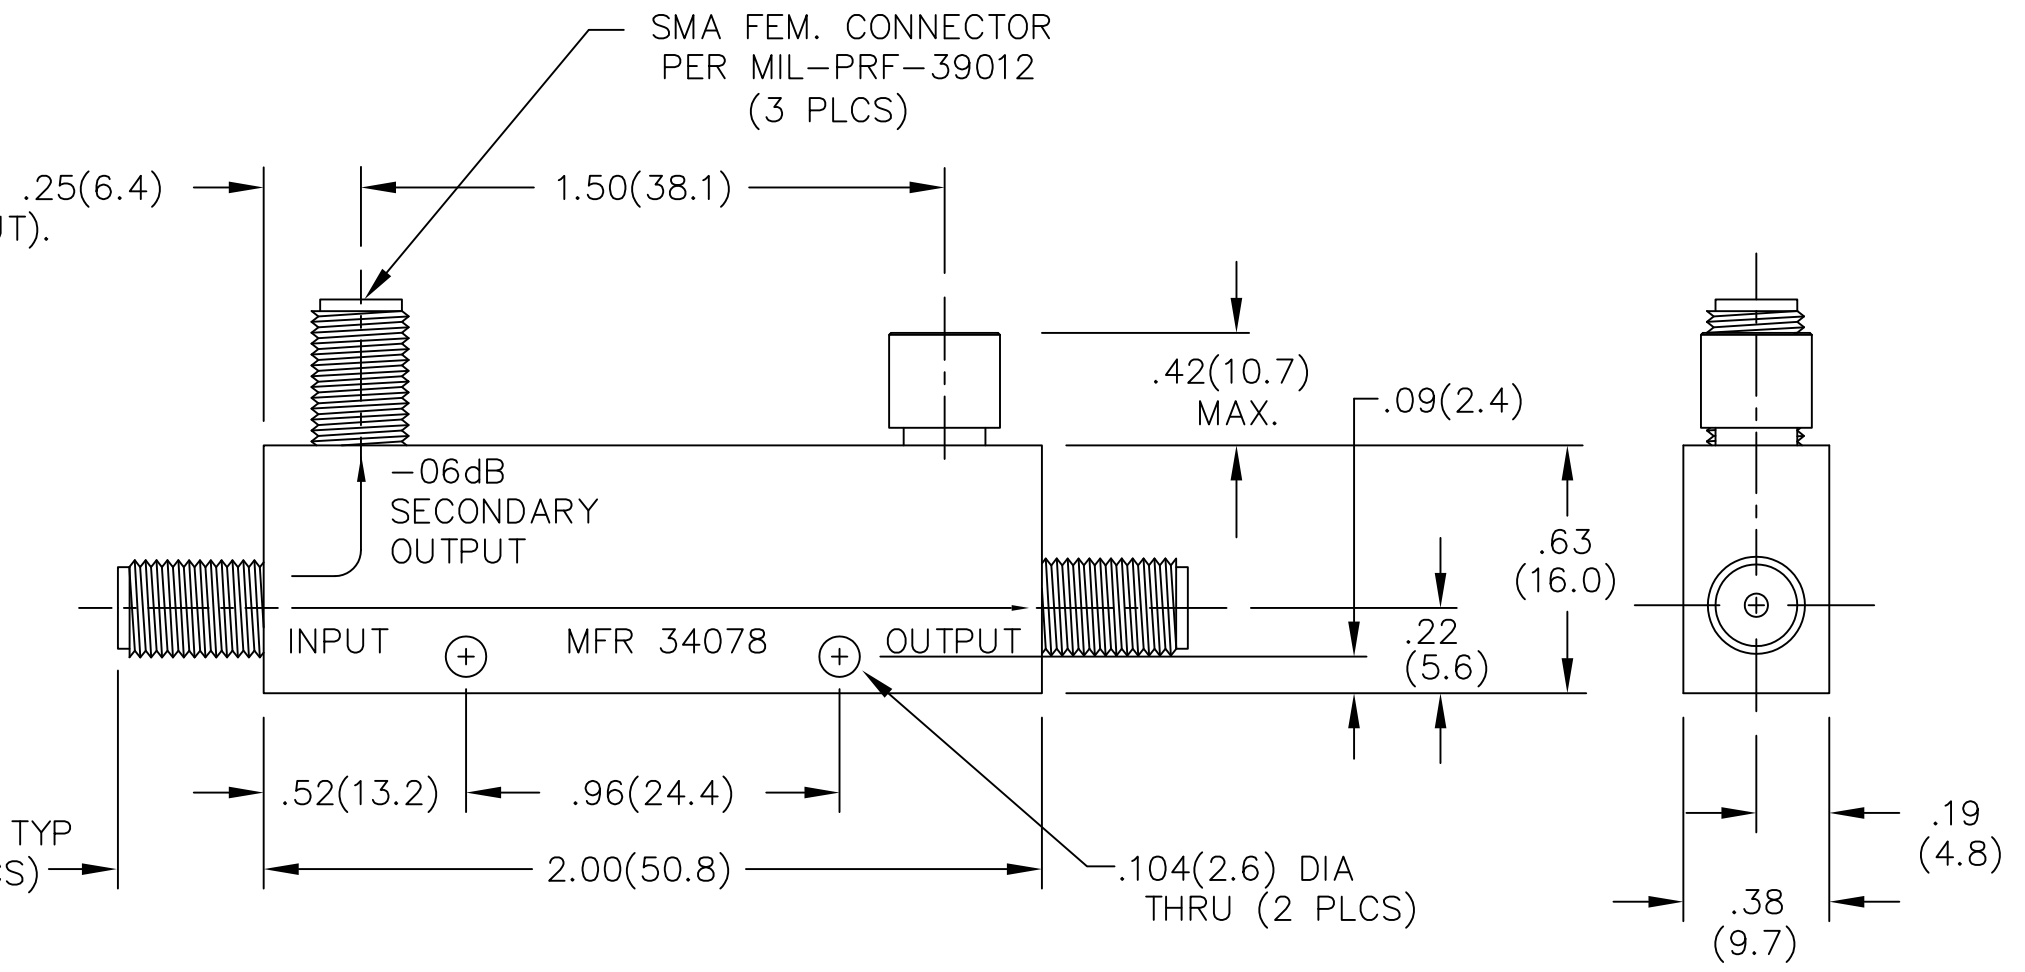 SMA FEM. CONNECTOR
PER MIL-PRF-39012
(3 PLCS)
.25(6.4)
1.50(38.1)
.42(10.7)
MAX.
.09(2.4)
-06dB
SECONDARY
OUTPUT
.63
(16.0)
INPUT
MFR 34078
OUTPUT
.22
(5.6)
.52(13.2)
.96(24.4)
TYP
2.00(50.8)
.104(2.6) DIA
THRU (2 PLCS)
.19
(4.8)
.38
(9.7)